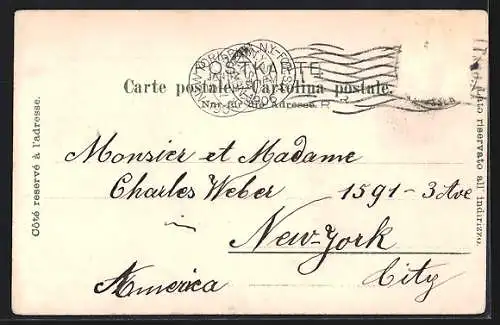 POSTKARTE
Carte postale. Cartolina postale.
Nur für die Adresse.
Côté reservé à l'adresse.
Monsier et Madame
Charles Weber 1591 - 3 Ave
New-York
City
America
Lato riservato all' indirizzo.